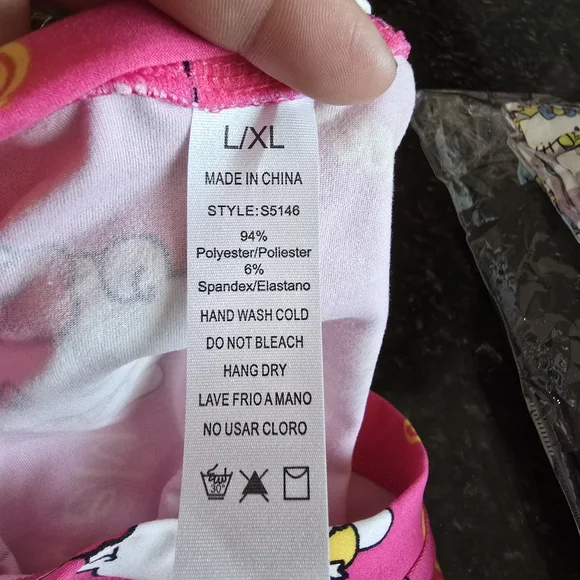 L/XL
MADE IN CHINA
STYLE:S5146
94%
Polyester/Poliester
6%
Spandex/Elastano
HAND WASH COLD
DO NOT BLEACH
HANG DRY
LAVE FRIO A MANO
NO USAR CLORO
30°